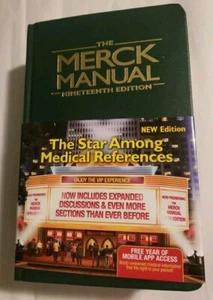 THE
MERCK
MANUAL
NINETEENTH EDITION
NEW Edition
The Star Among
Medical References
ENJOY THE VIP EXPERIENCE
NOW INCLUDES EXPANDED
DISCUSSIONS & EVEN MORE
SECTIONS THAN EVER BEFORE
FREE YEAR OF
MOBILE APP ACCESS